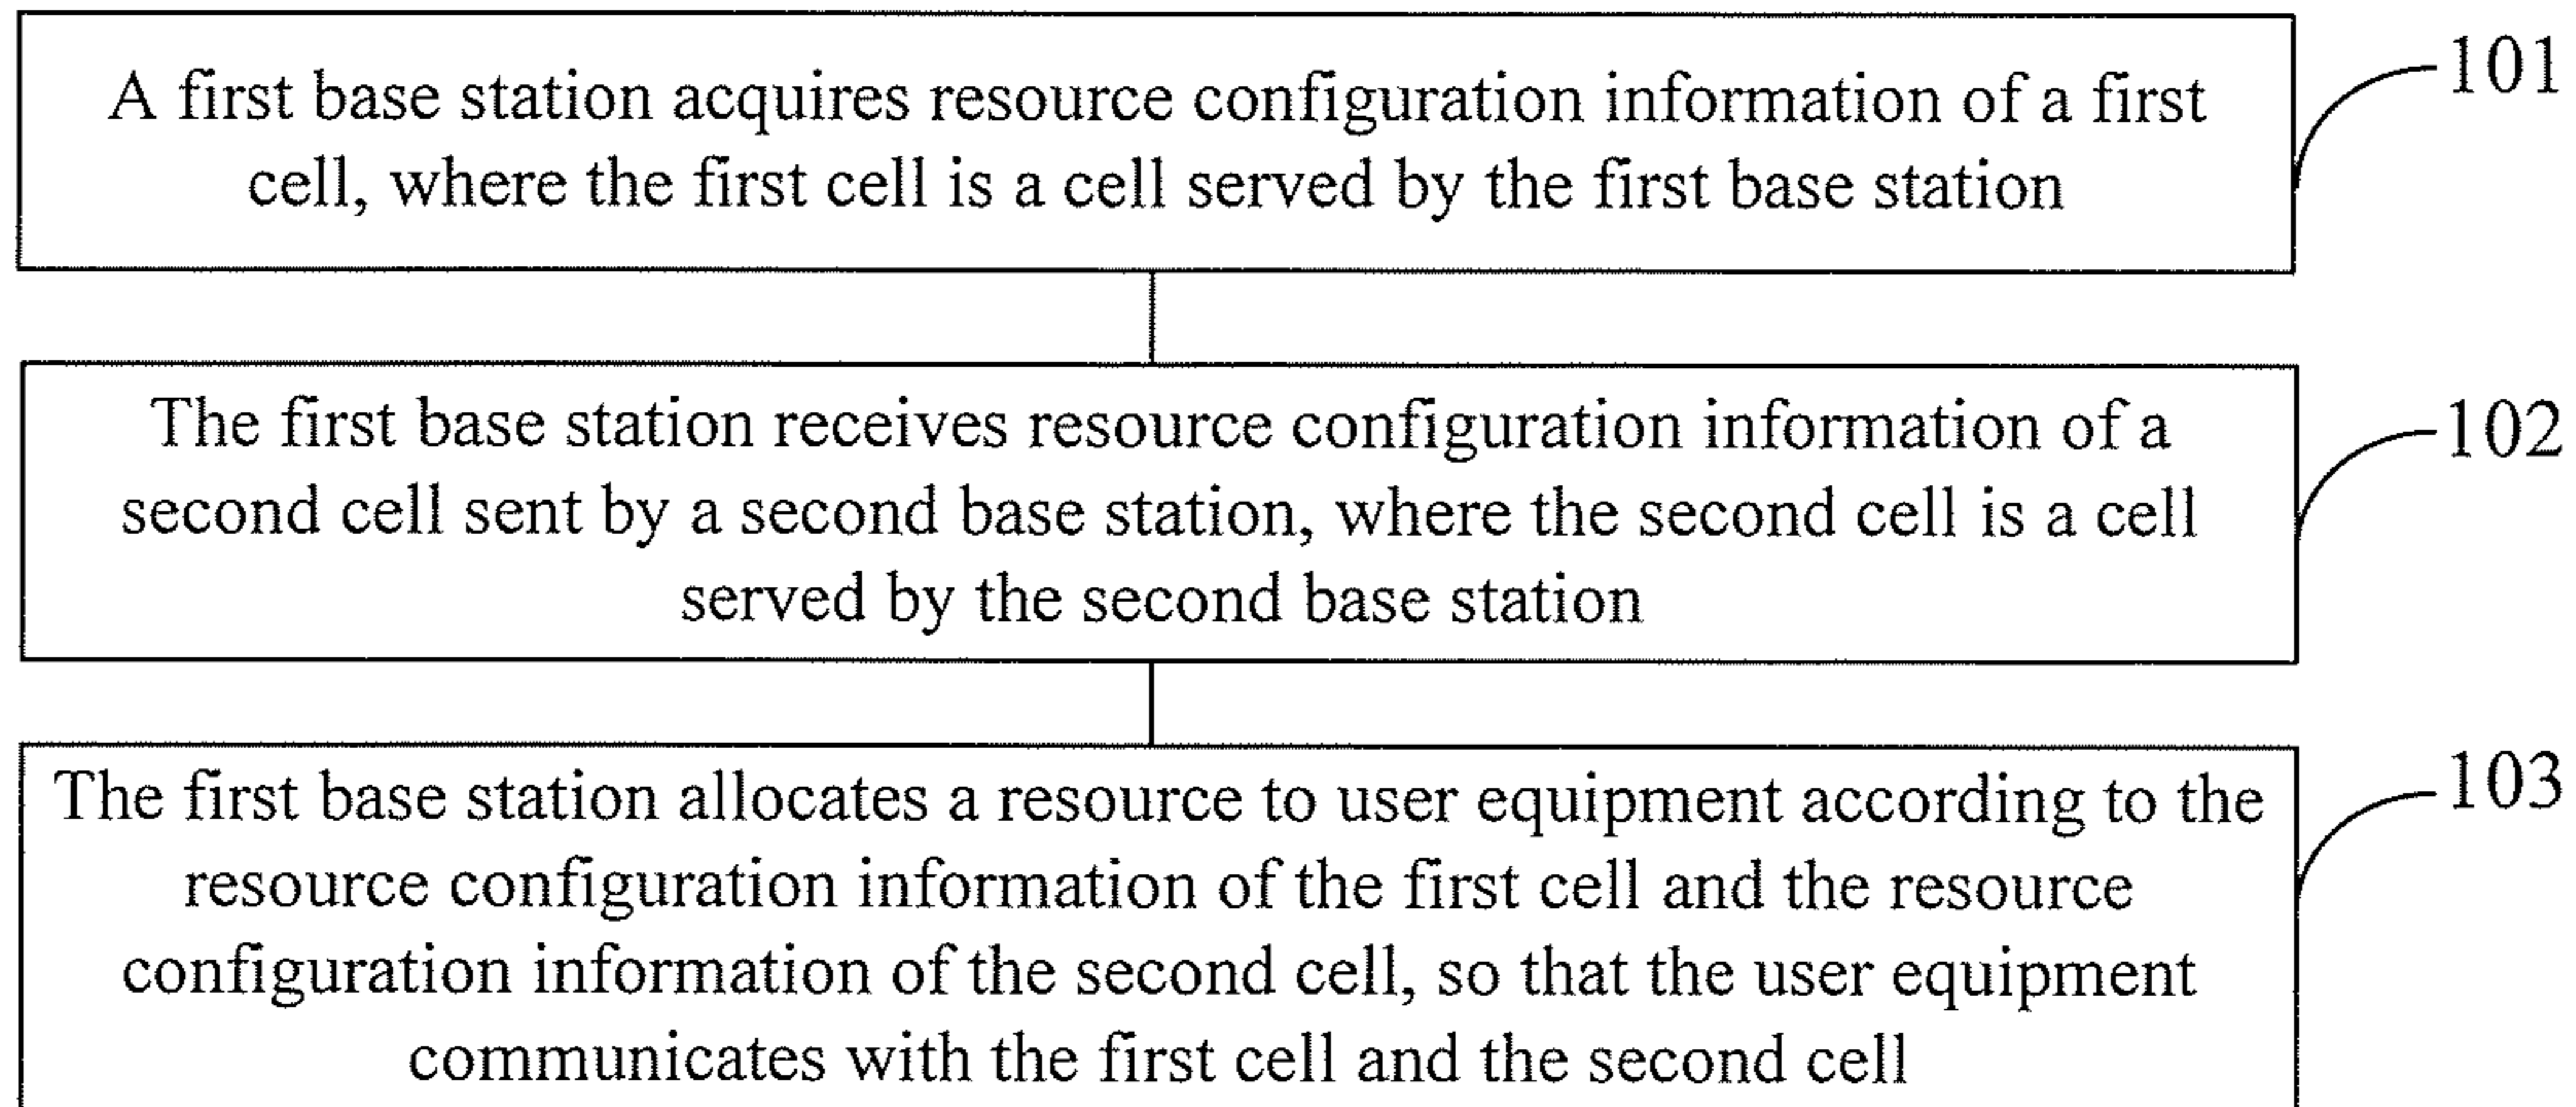 A first base station acquires resource configuration information of a first
cell, where the first cell is a cell served by the first base station
101
The first base station receives resource configuration information of a
second cell sent by a second base station, where the second cell is a cell
served by the second base station
102
The first base station allocates a resource to user equipment according to the
resource configuration information of the first cell and the resource
configuration information of the second cell, so that the user equipment
communicates with the first cell and the second cell
103